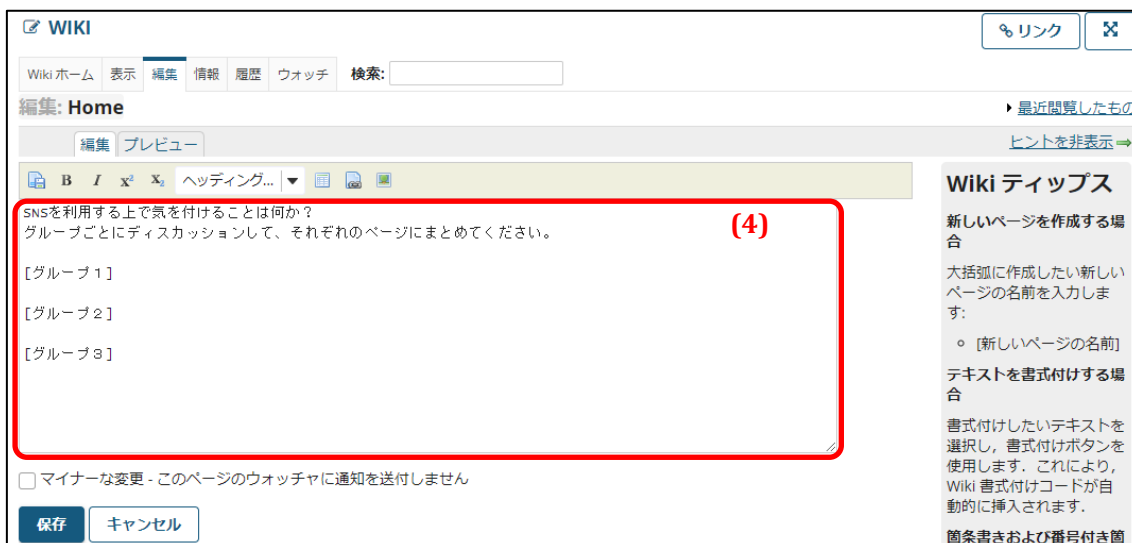 WIKI
リンク
Wiki ホーム 表示 編集 情報 履歴 ウォッチ 検索:
編集: Home
最近閲覧したもの
編集 プレビュー
ヒントを非表示
B I x² X₂ ヘッディング...
SNSを利用する上で気を付けることは何か?
グループごとにディスカッションして、それぞれのページにまとめてください。
[グループ1]
[グループ2]
[グループ3]
(4)
マイナーな変更 - このページのウォッチャに通知を送付しません
保存 キャンセル
Wiki ティップス
新しいページを作成する場
合
大括弧に作成したい新しい
ページの名前を入力しま
す:
[新しいページの名前]
テキストを書式付けする場
合
書式付けしたいテキストを
選択し，書式付けボタンを
使用します．これにより，
Wiki 書式付けコードが自
動的に挿入されます．
箇条書きおよび番号付き箇